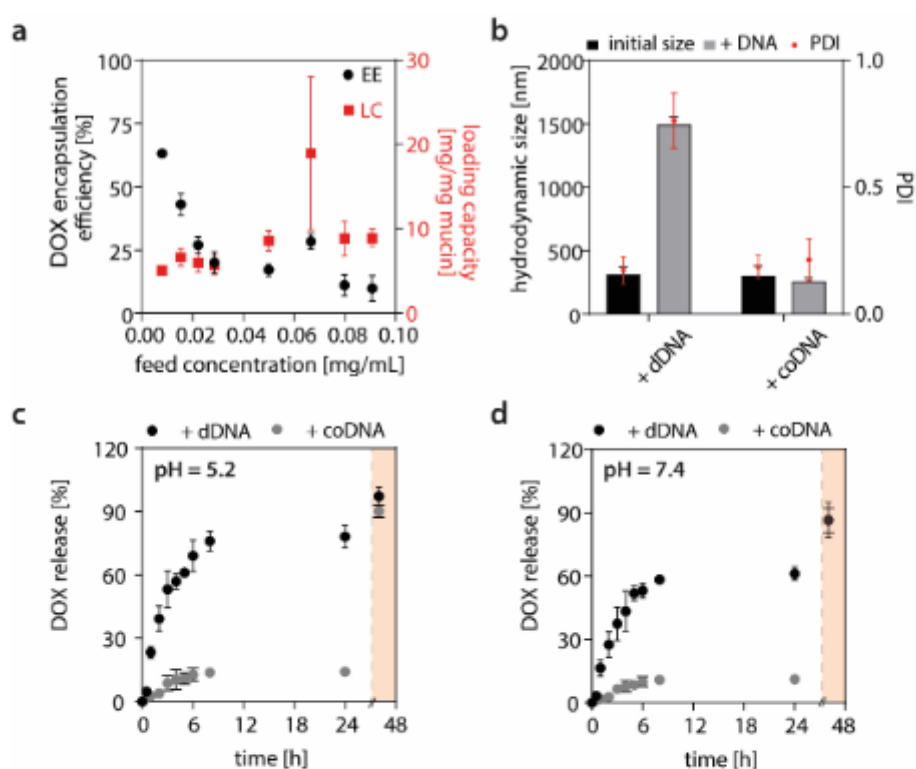 a
DOX encapsulation
efficiency [%]
100
75
50
25
0
0.00
0.02
0.04
0.06
0.08
0.10
feed concentration [mg/mL]
EE
LC
30
20
10
0
loading capacity
[mg/mg mucin]
b
initial size
+ DNA
PDI
hydrodynamic size [nm]
2000
1500
1000
500
0
1.0
0.5
0.0
PDI
+ dDNA
+ coDNA
c
+ dDNA
+ coDNA
pH = 5.2
DOX release [%]
120
90
60
30
0
0
6
12
18
24
48
time [h]
d
+ dDNA
+ coDNA
pH = 7.4
DOX release [%]
120
90
60
30
0
0
6
12
18
24
48
time [h]